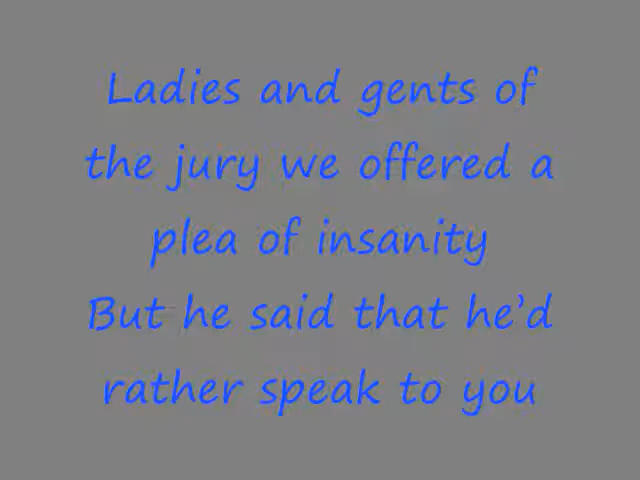 Ladies and gents of
the jury we offered a
plea of insanity
But he said that he'd
rather speak to you